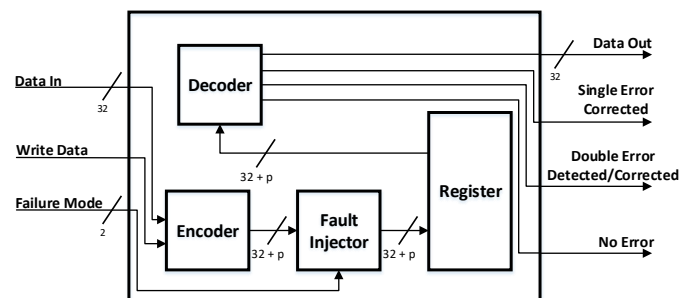 Data In
32
Write Data
Failure Mode
2
Decoder
32 + p
Encoder
32 + p
Fault
Injector
32 + p
Register
Data Out
32
Single Error
Corrected
Double Error
Detected/Corrected
No Error